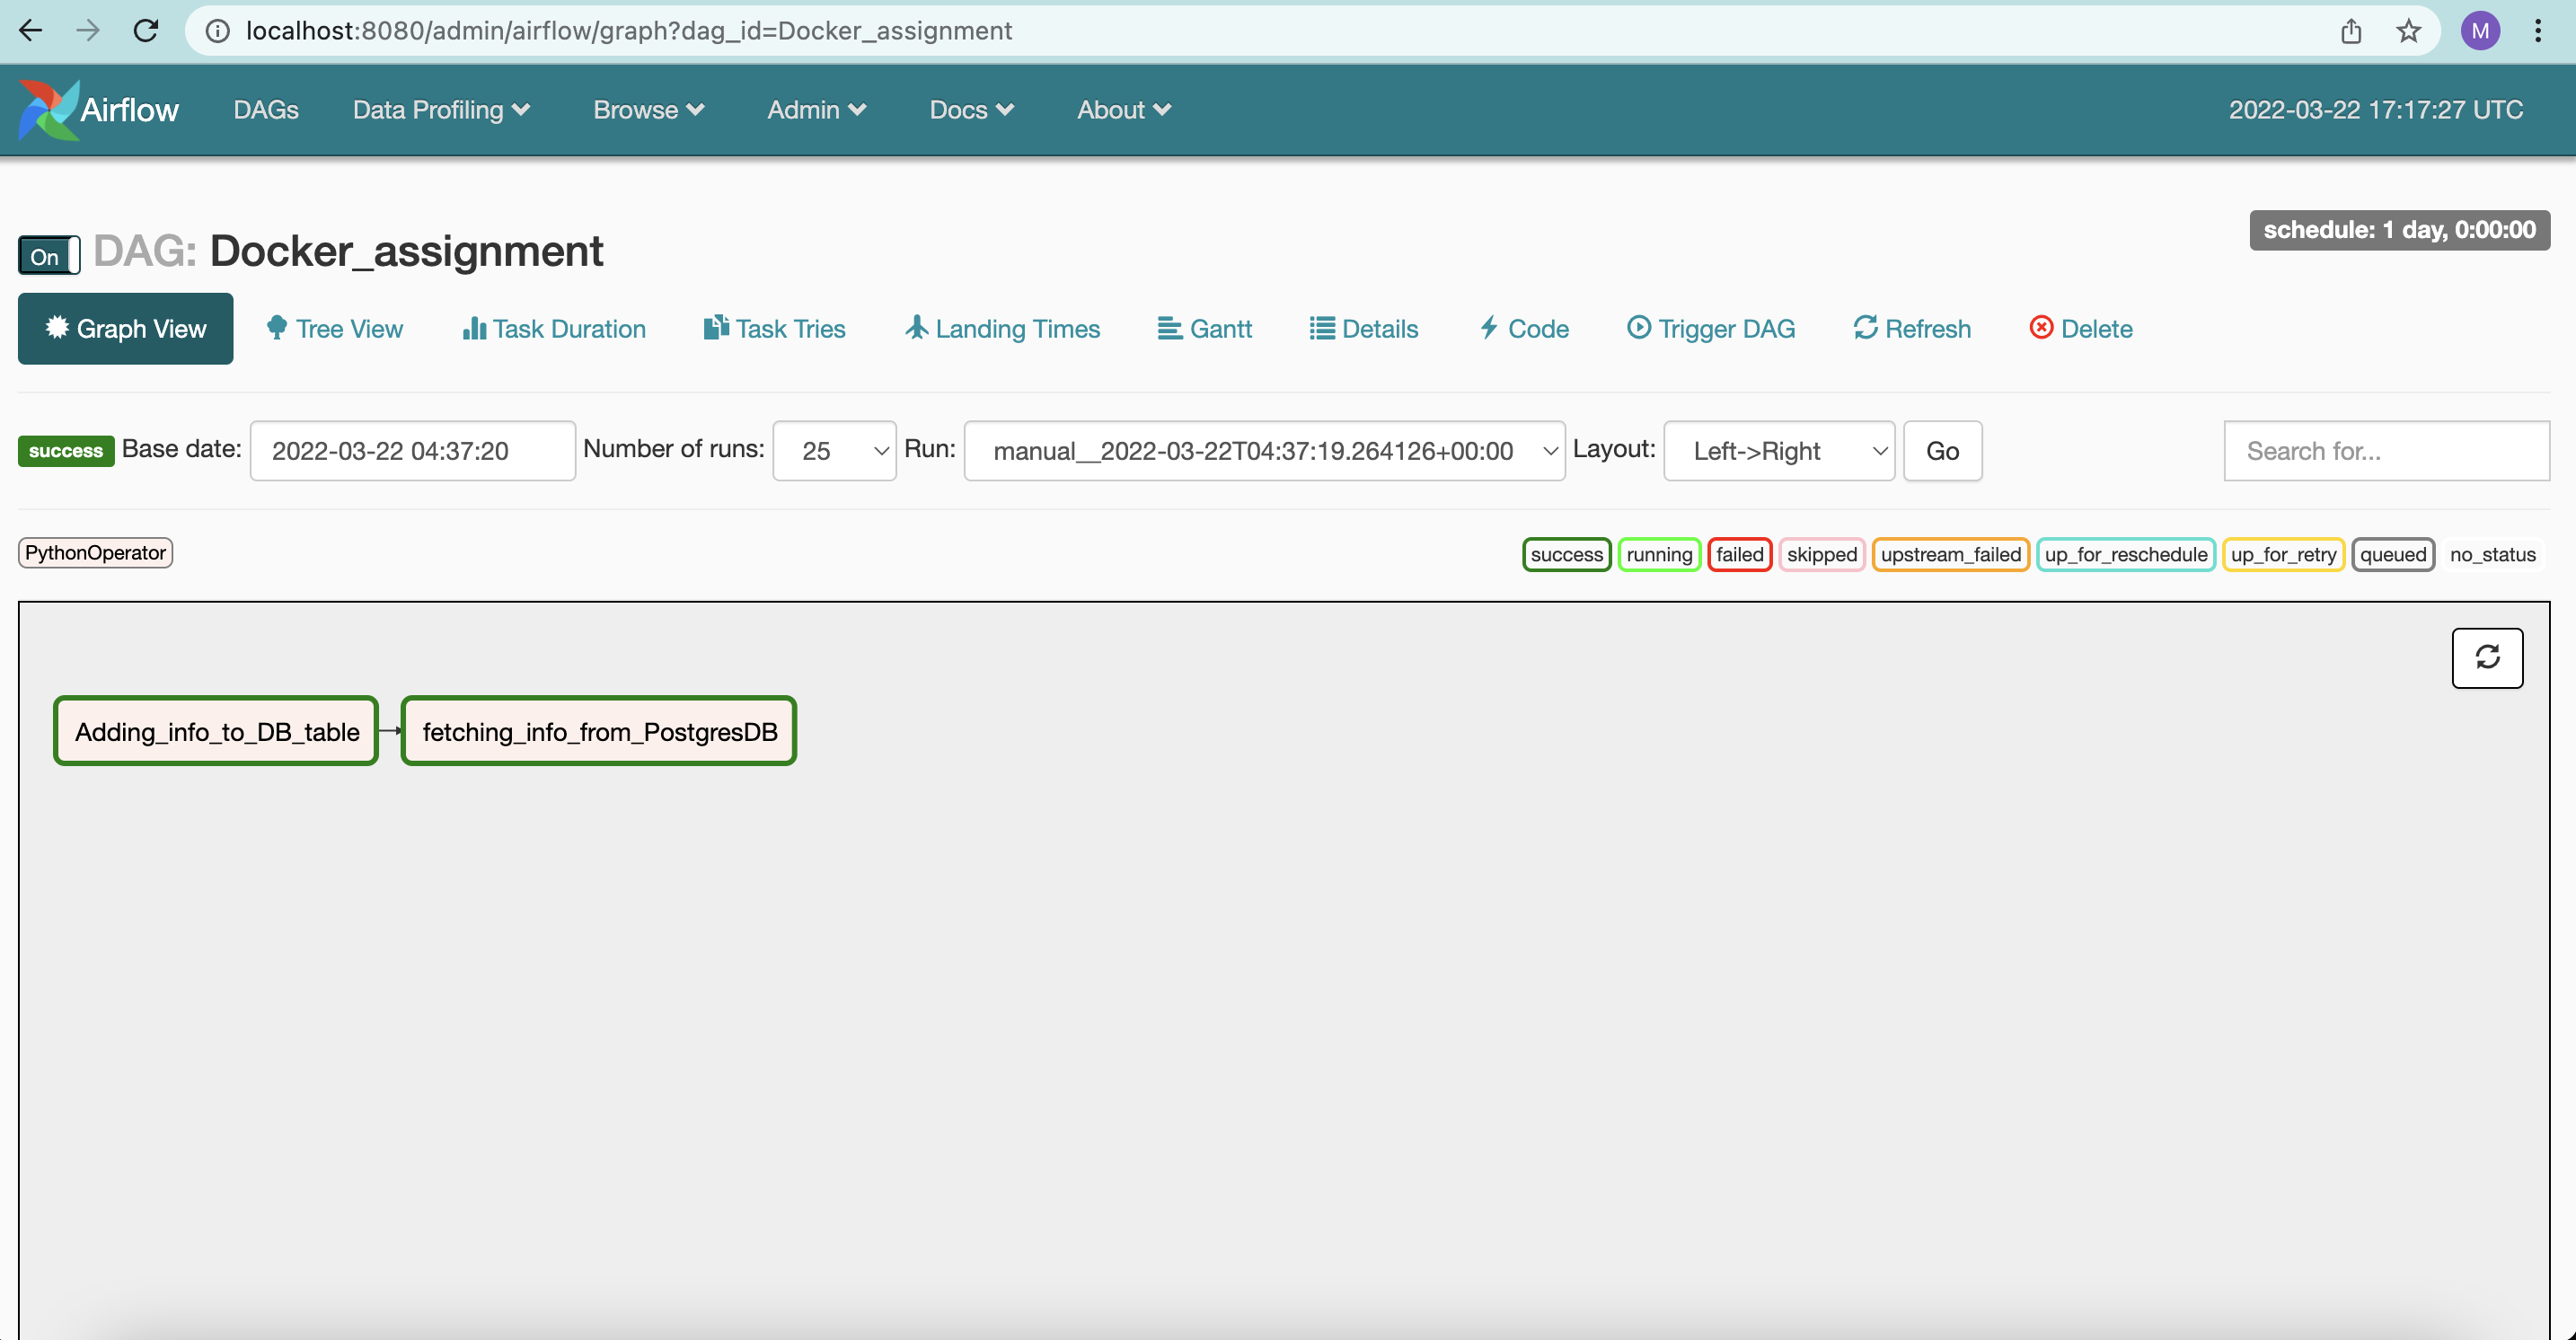 localhost:8080/admin/airflow/graph?dag_id=Docker_assignment M
Airflow DAGs Data Profiling Browse Admin Docs About 2022-03-22 17:17:27 UTC
schedule: 1 day, 0:00:00
On DAG: Docker_assignment
Graph View Tree View Task Duration Task Tries Landing Times Gantt Details Code Trigger DAG Refresh Delete
success Base date: 2022-03-22 04:37:20 Number of runs: 25 Run: manual__2022-03-22T04:37:19.264126+00:00 Layout: Left->Right Go Search for...
PythonOperator success running failed skipped upstream_failed up_for_reschedule up_for_retry queued no_status
Adding_info_to_DB_table fetching_info_from_PostgresDB